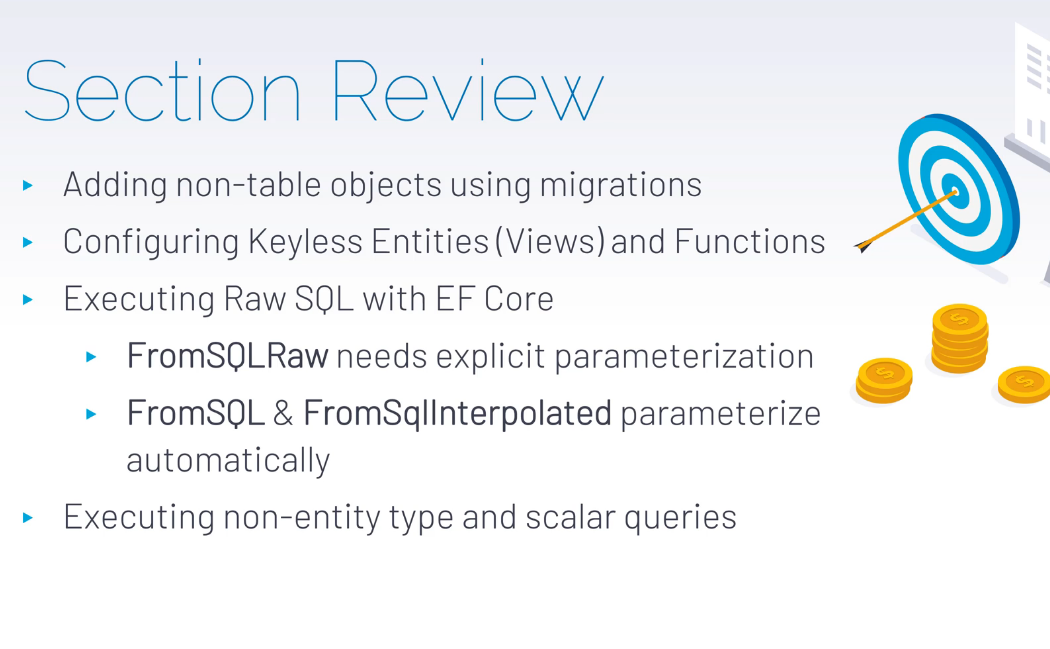 Section Review
Adding non-table objects using migrations
Configuring Keyless Entities (Views) and Functions
Executing Raw SQL with EF Core
FromSQLRaw needs explicit parameterization
FromSQL & FromSqlInterpolated parameterize
automatically
Executing non-entity type and scalar queries